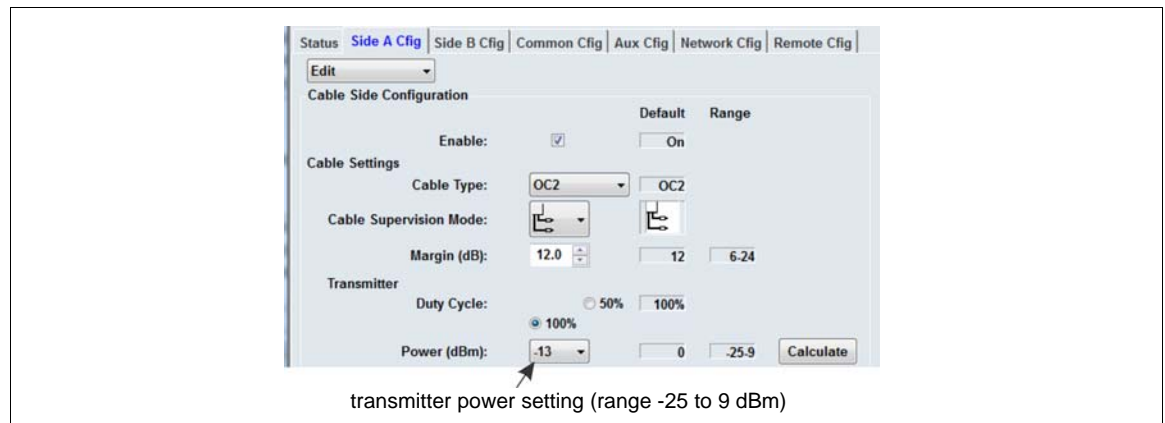 Status Side A Cfig Side B Cfig Common Cfig Aux Cfig Network Cfig Remote Cfig
Edit
Cable Side Configuration
Default Range
Enable: On
Cable Settings
Cable Type: OC2 OC2
Cable Supervision Mode:
Margin (dB): 12.0 12 6-24
Transmitter
Duty Cycle: 50% 100%
100%
Power (dBm): -13 0 -25-9 Calculate
transmitter power setting (range -25 to 9 dBm)